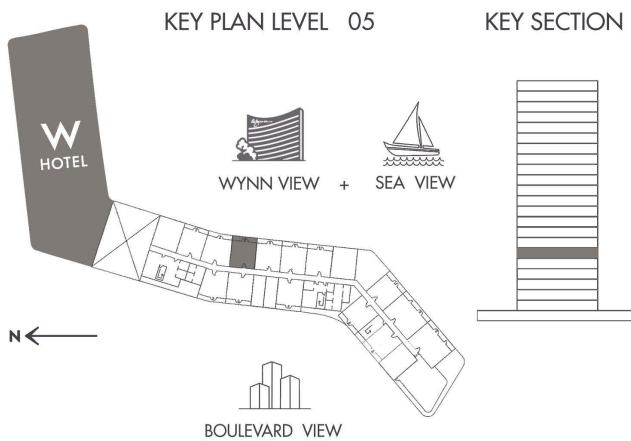 KEY PLAN LEVEL 05
KEY SECTION
W
HOTEL
WYNN VIEW + SEA VIEW
N
BOULEVARD VIEW